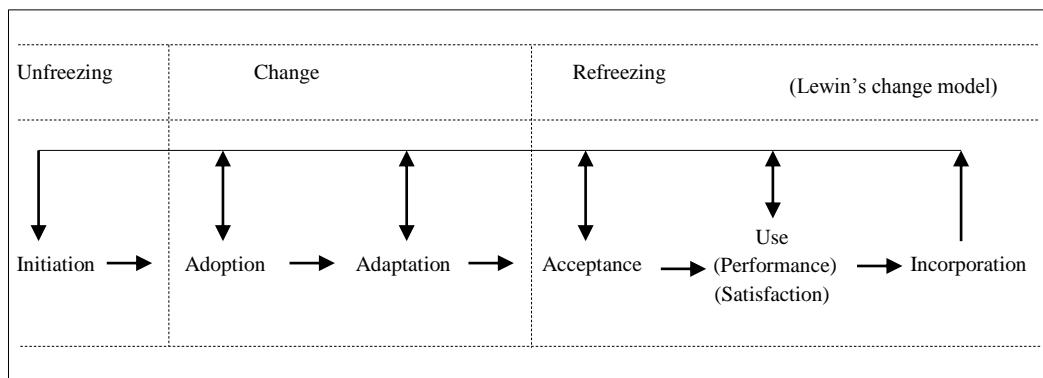 Unfreezing
Change
Refreezing
(Lewin’s change model)
Initiation
Adoption
Adaptation
Acceptance
Use
(Performance)
(Satisfaction)
Incorporation